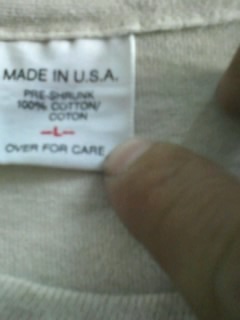 MADE IN U.S.A.
PRE-SHRUNK
100% COTTON/
COTON
—L—
OVER FOR CARE